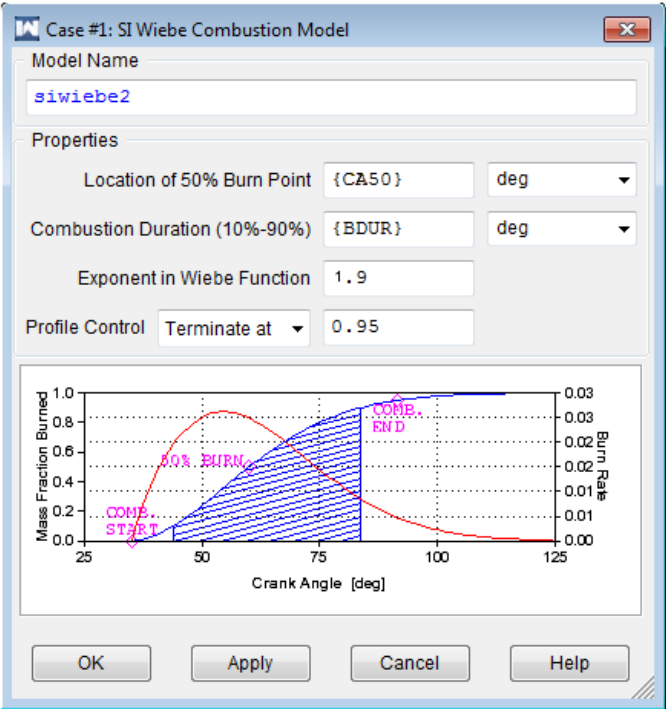 Case #1: SI Wiebe Combustion Model
Model Name
siwiebe2
Properties
Location of 50% Burn Point {CA50} deg
Combustion Duration (10%-90%) {BDUR} deg
Exponent in Wiebe Function 1.9
Profile Control Terminate at 0.95
Mass Fraction Burned
1.0
0.8
0.6
0.4
0.2
0.0
COMB.
START
50% BURN
COMB.
END
0.03
0.03
0.02
0.02
0.01
0.01
0.00
Burn Rate
25 50 75 100 125
Crank Angle [deg]
OK Apply Cancel Help